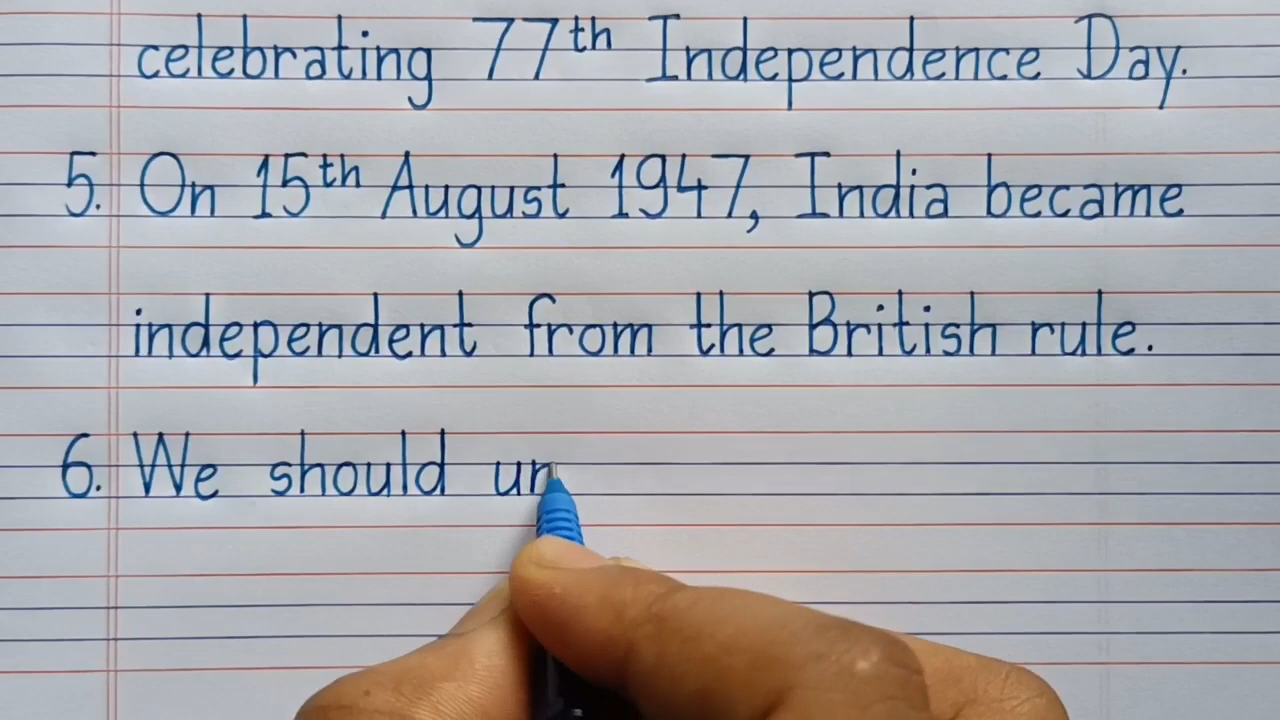 celebrating 77th Independence Day.
5. On 15th August 1947, India became
independent from the British rule.
6. We should un